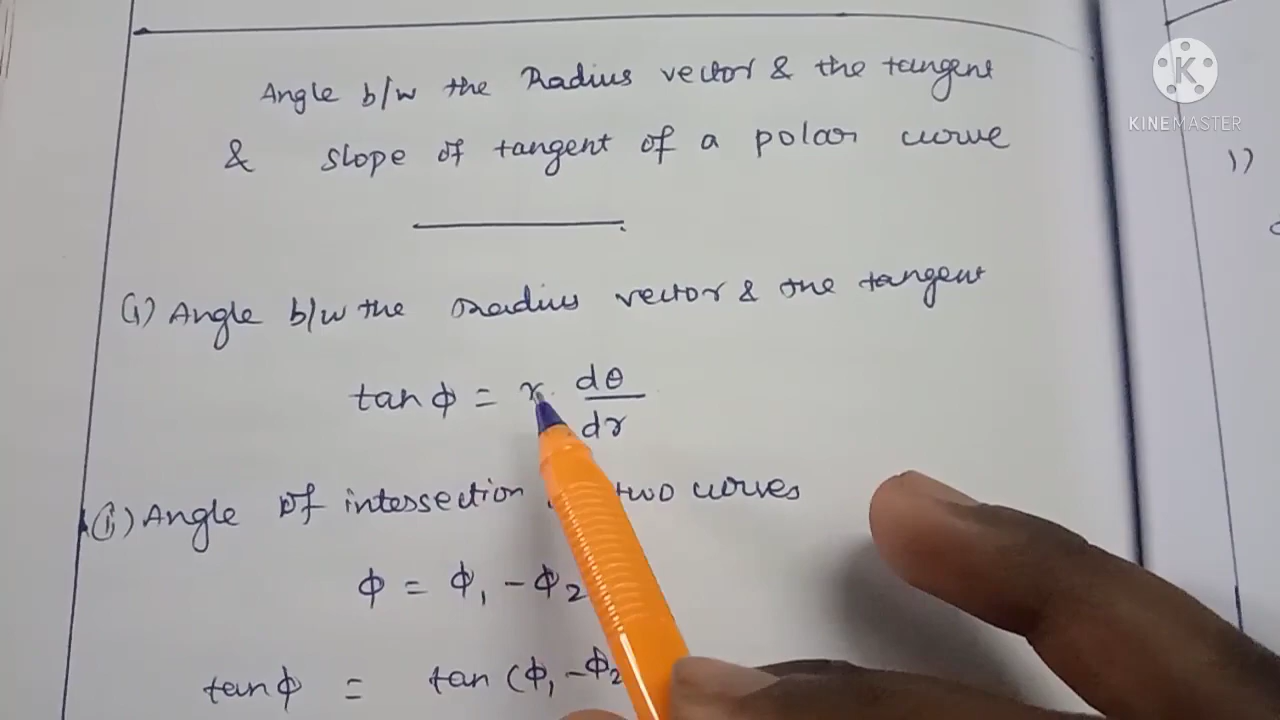 Angle b/w the Radius vector & the tangent
& slope of tangent of a polar curve
(i) Angle b/w the radius vector & the tangent
tan ϕ = r. dθ/dr
(ii) Angle of intersection two curves
ϕ = ϕ₁ - ϕ₂
tan ϕ = tan (ϕ₁ - ϕ₂
K
KINEMASTER
1)